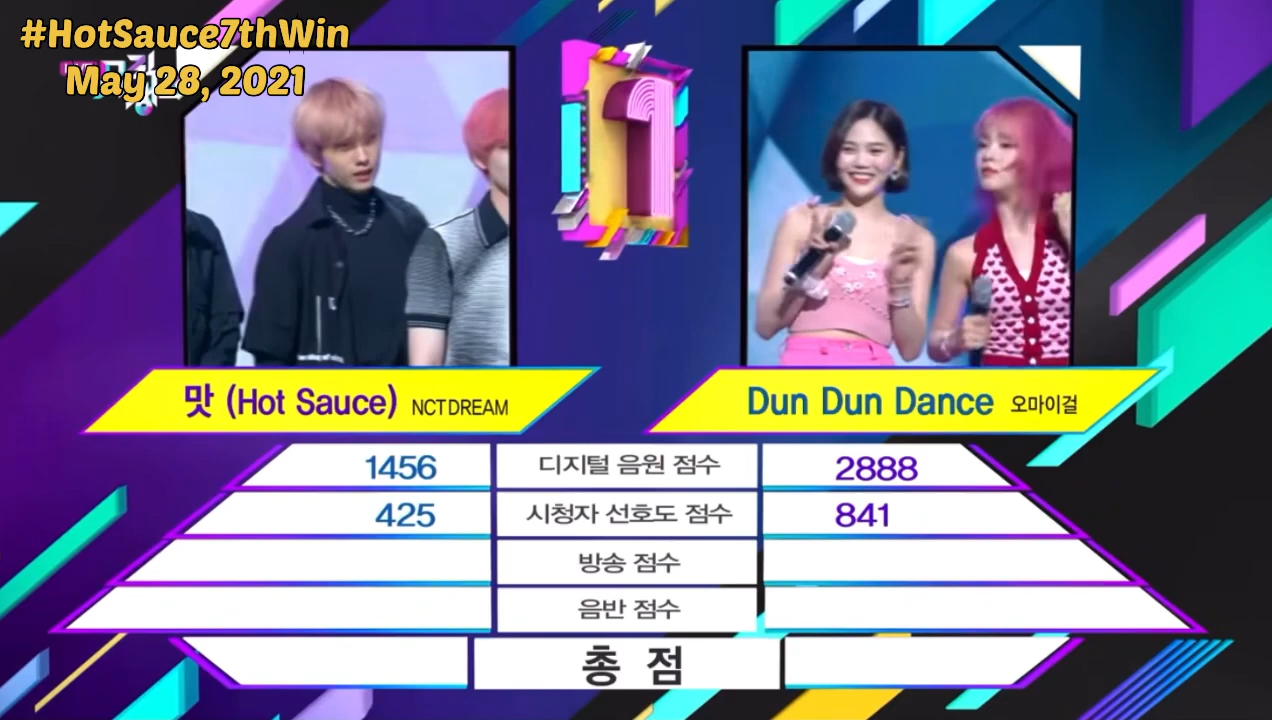 #HotSauce7thWin
May 28, 2021
1
맛 (Hot Sauce) NCT DREAM
Dun Dun Dance 오마이걸
1456 디지털 음원 점수 2888
425 시청자 선호도 점수 841
방송 점수
음반 점수
총 점